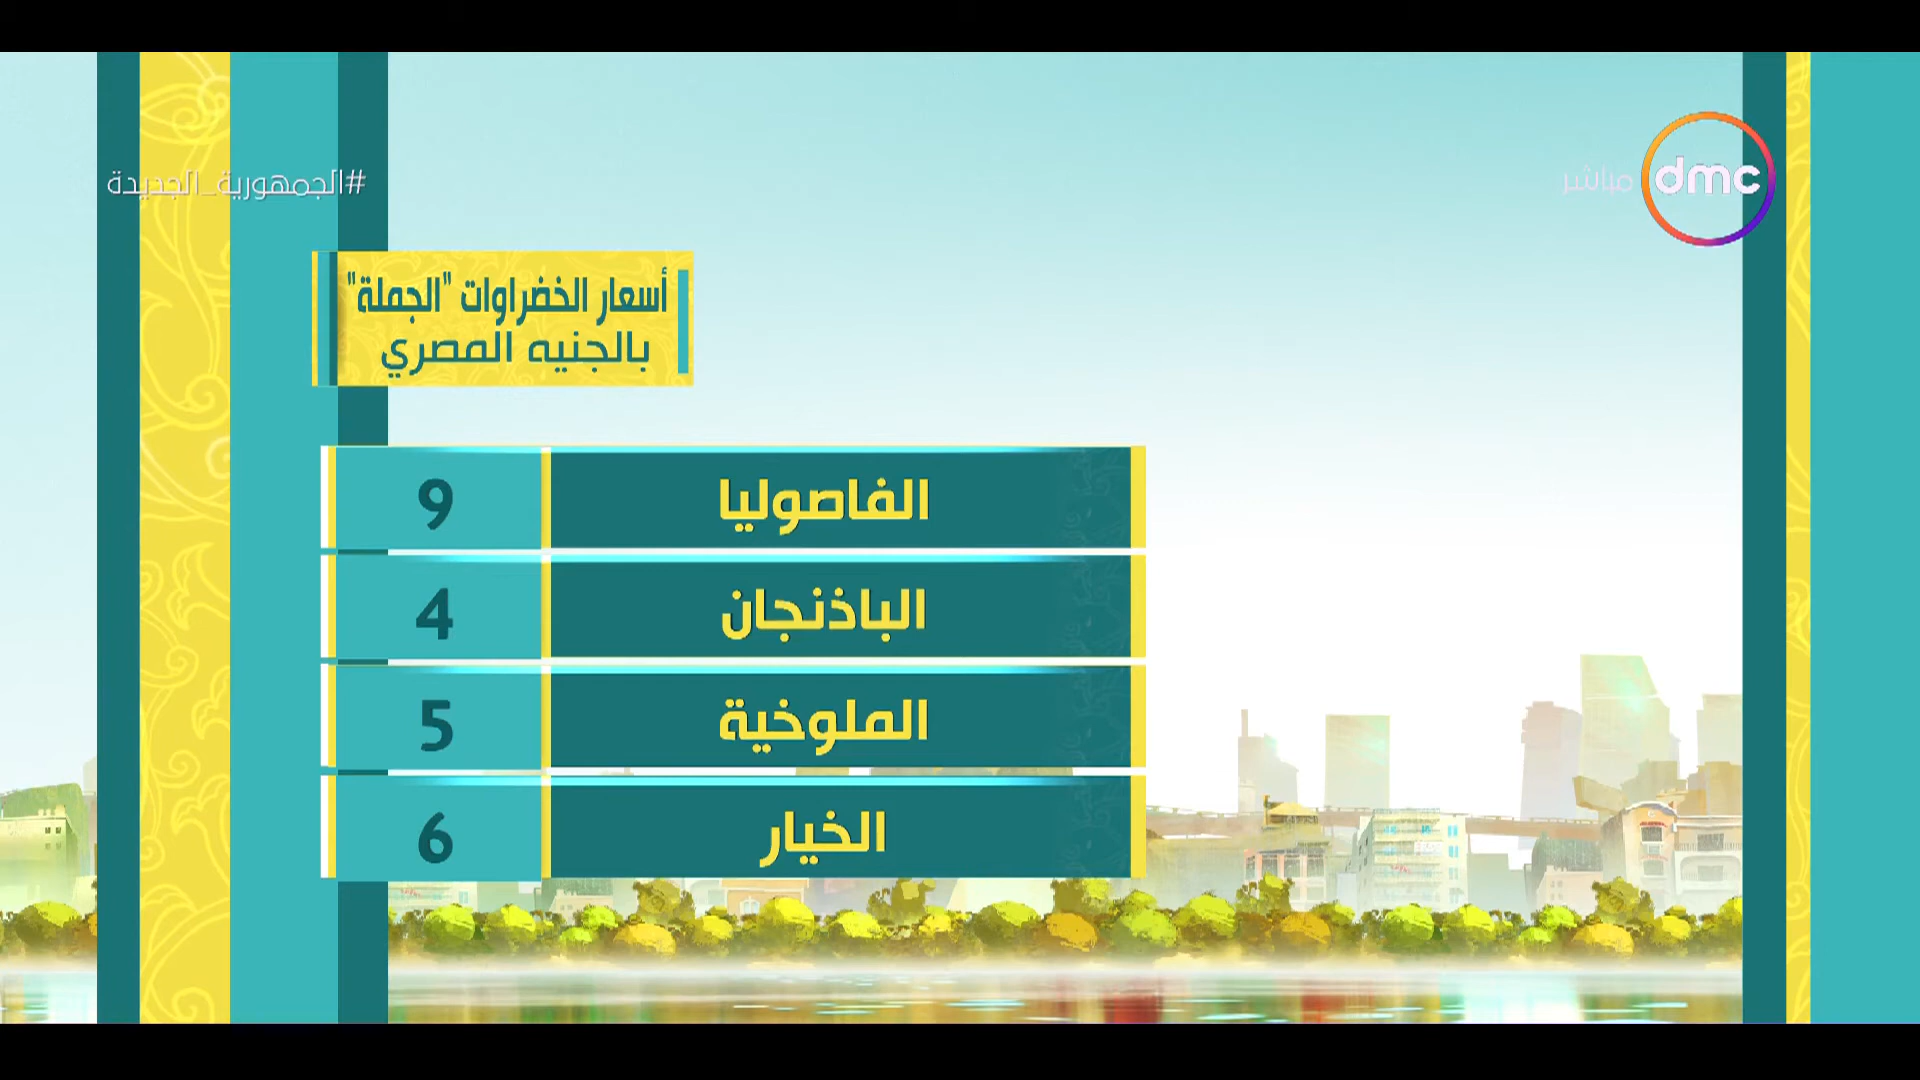 dmc مباشر
#الجمهورية_الجديدة
أسعار الخضراوات "الجملة"
بالجنيه المصري
الفاصوليا 9
الباذنجان 4
الملوخية 5
الخيار 6